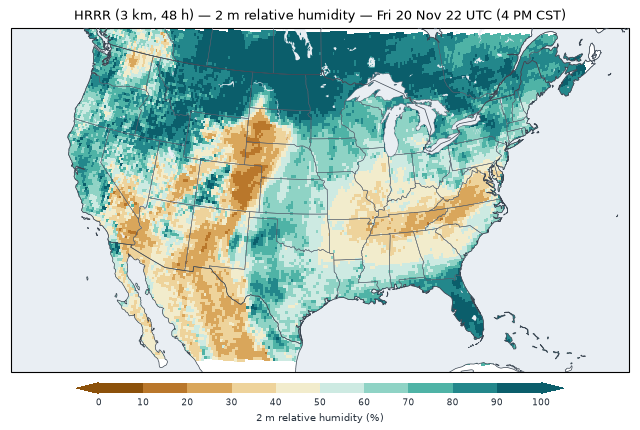 HRRR (3 km, 48 h) — 2 m relative humidity — Fri 20 Nov 22 UTC (4 PM CST)
0 10 20 30 40 50 60 70 80 90 100
2 m relative humidity (%)